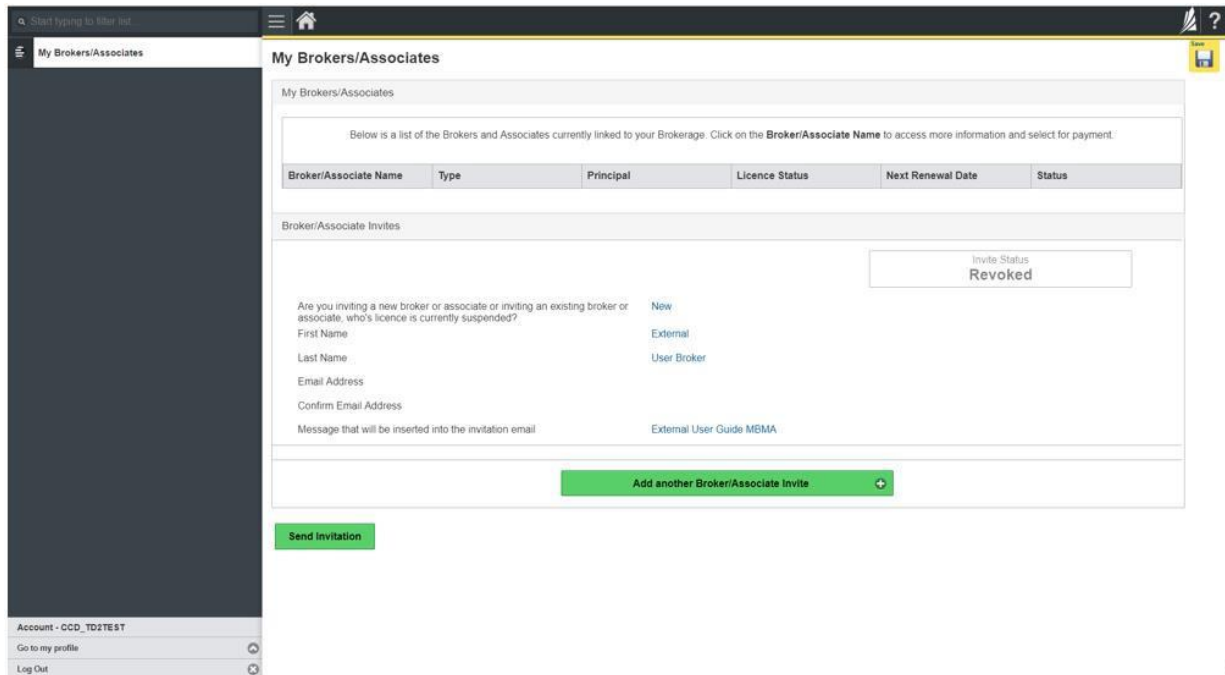 Start typing to filter list...
?
My Brokers/Associates
My Brokers/Associates
Save
My Brokers/Associates
Below is a list of the Brokers and Associates currently linked to your Brokerage. Click on the Broker/Associate Name to access more information and select for payment.
Broker/Associate Name Type Principal Licence Status Next Renewal Date Status
Broker/Associate Invites
Invite Status
Revoked
Are you inviting a new broker or associate or inviting an existing broker or New
associate, who's licence is currently suspended?
First Name External
Last Name User Broker
Email Address
Confirm Email Address
Message that will be inserted into the invitation email External User Guide MBMA
Add another Broker/Associate Invite
Send Invitation
Account - CCD_TD2TEST
Go to my profile
Log Out